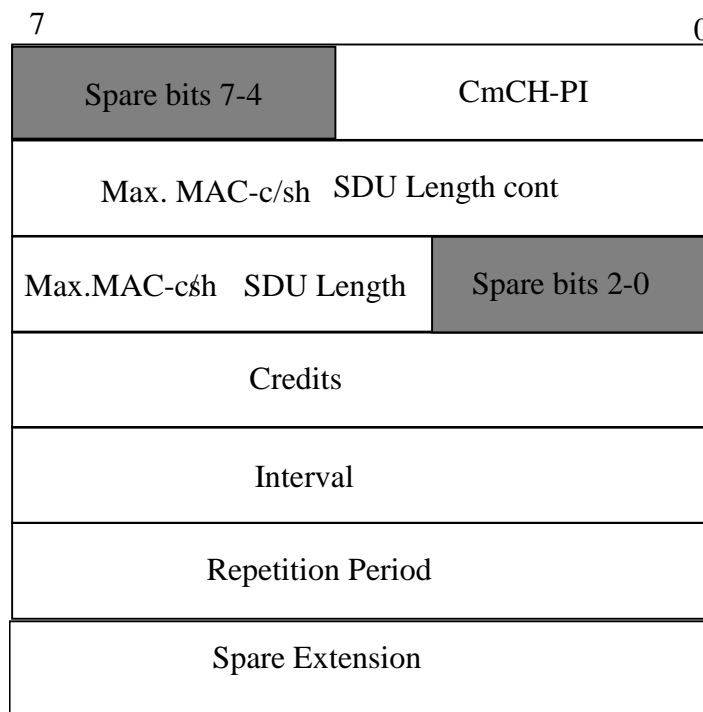 7 0
Spare bits 7-4 CmCH-PI
Max. MAC-c/sh SDU Length cont
Max.MAC-c/sh SDU Length Spare bits 2-0
Credits
Interval
Repetition Period
Spare Extension